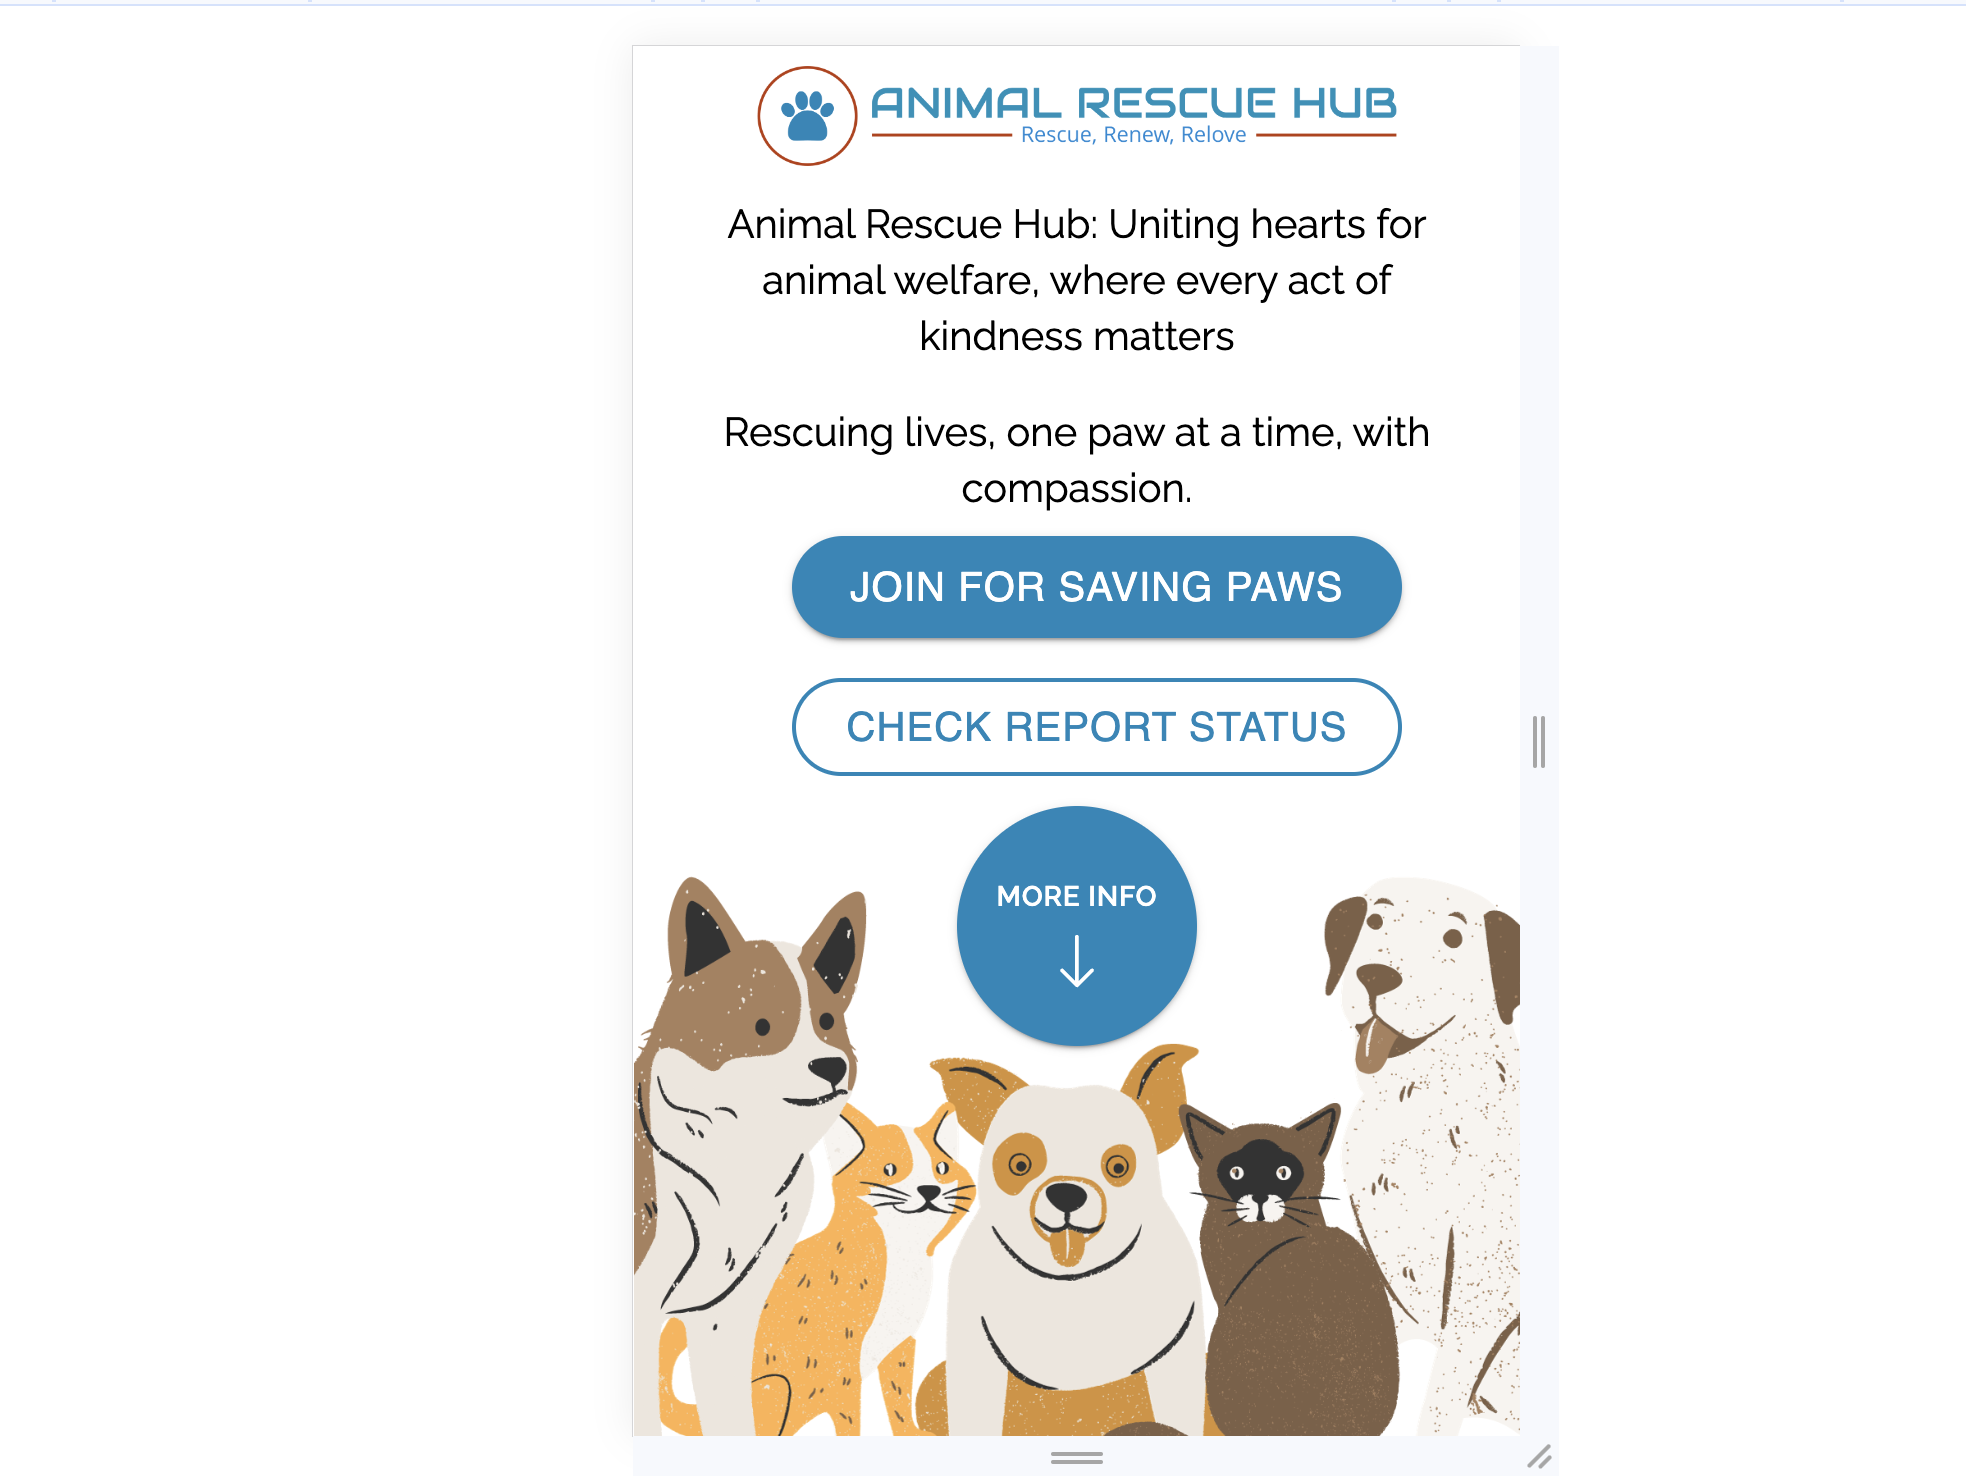 ANIMAL RESCUE HUB
Rescue, Renew, Relove
Animal Rescue Hub: Uniting hearts for
animal welfare, where every act of
kindness matters
Rescuing lives, one paw at a time, with
compassion.
JOIN FOR SAVING PAWS
CHECK REPORT STATUS
MORE INFO